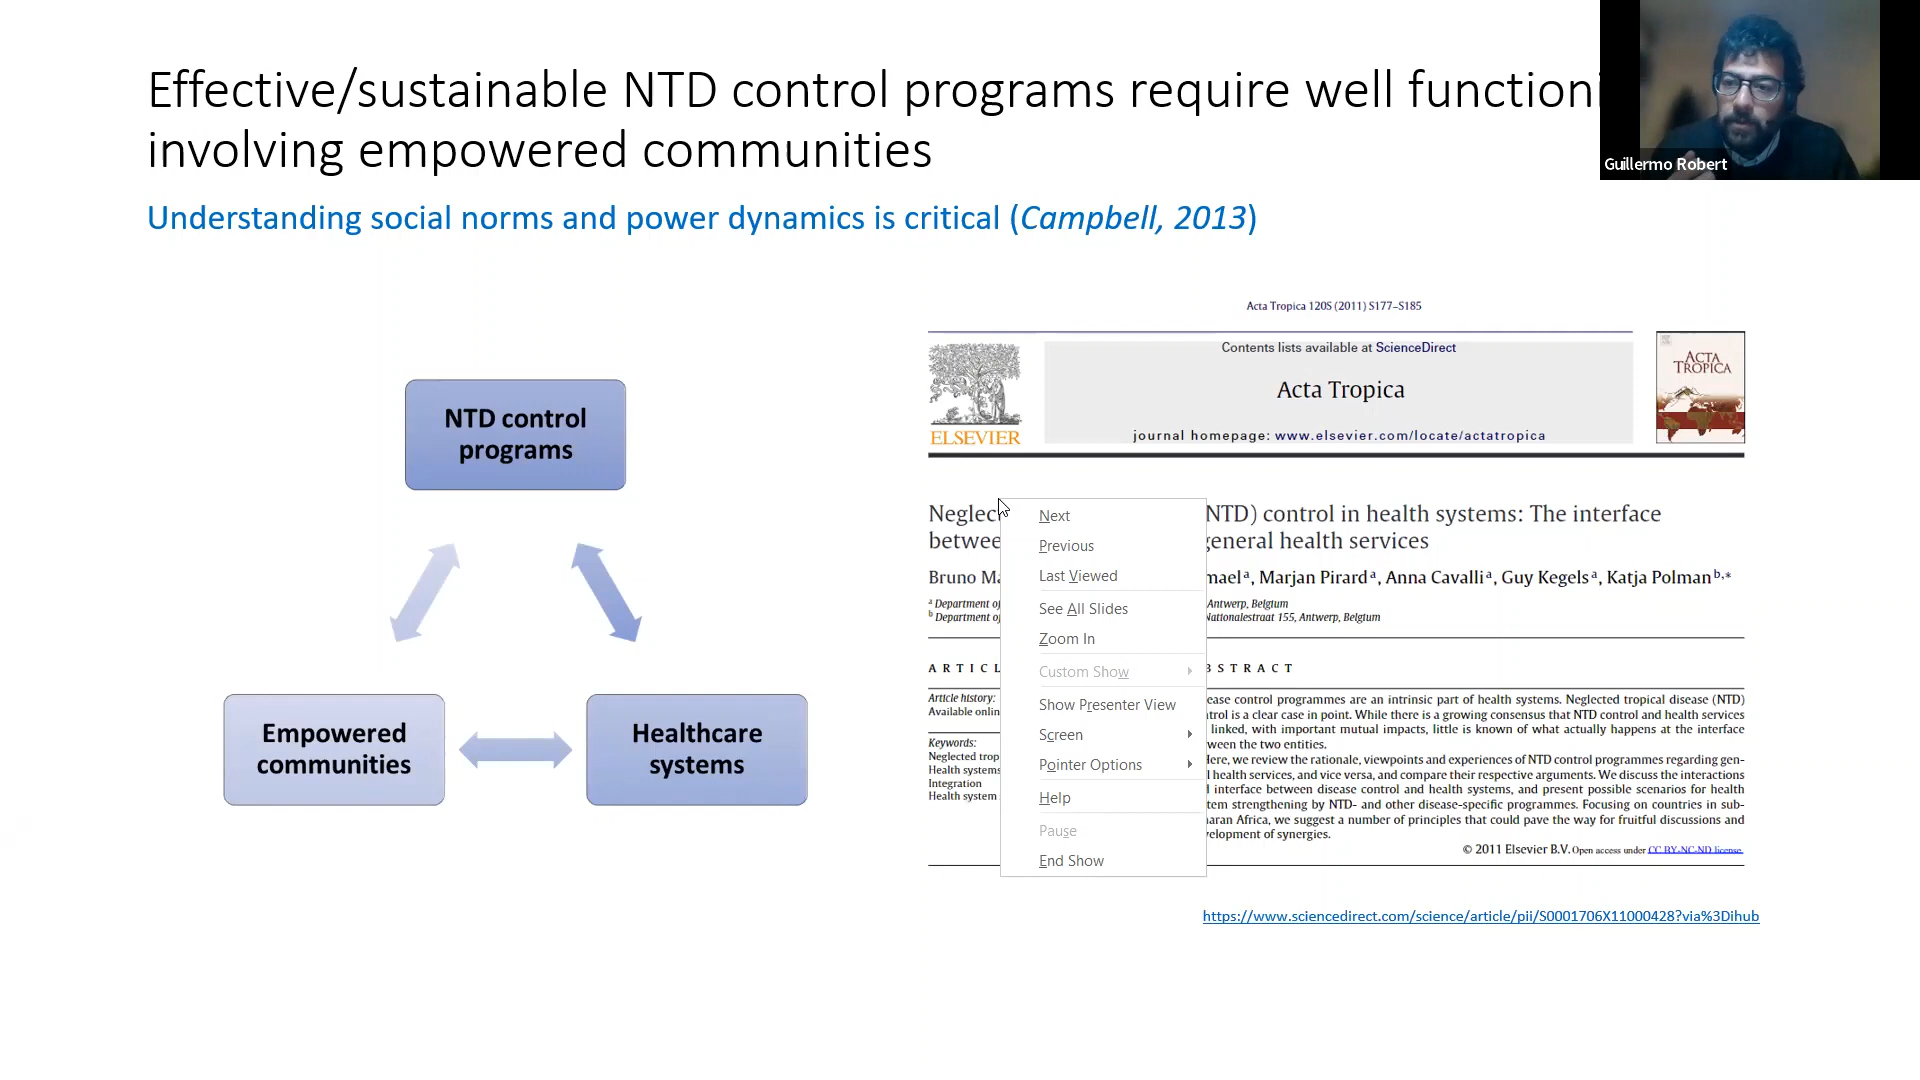 Effective/sustainable NTD control programs require well functioni
involving empowered communities
Guillermo Robert
Understanding social norms and power dynamics is critical (Campbell, 2013)
NTD control
programs
Empowered
communities
Healthcare
systems
Acta Tropica 120S (2011) S177–S185
Contents lists available at ScienceDirect
Acta Tropica
journal homepage: www.elsevier.com/locate/actatropica
ELSEVIER
ACTA
TROPICA
Neglec NTD) control in health systems: The interface
betwee general health services
Bruno Ma mael a, Marjan Pirard a, Anna Cavalli a, Guy Kegels a, Katja Polman b,*
a Department of Antwerp, Belgium
b Department of Nationalestraat 155, Antwerp, Belgium
ARTICL BSTRACT
Article history:
Available onlin
Keywords:
Neglected trop
Health systems
Integration
Health system
ease control programmes are an intrinsic part of health systems. Neglected tropical disease (NTD)
trol is a clear case in point. While there is a growing consensus that NTD control and health services
linked, with important mutual impacts, little is known of what actually happens at the interface
ween the two entities.
ere, we review the rationale, viewpoints and experiences of NTD control programmes regarding gen-
l health services, and vice versa, and compare their respective arguments. We discuss the interactions
interface between disease control and health systems, and present possible scenarios for health
tem strengthening by NTD- and other disease-specific programmes. Focusing on countries in sub-
aran Africa, we suggest a number of principles that could pave the way for fruitful discussions and
velopment of synergies.
© 2011 Elsevier B.V. Open access under CC BY-NC-ND license.
Next
Previous
Last Viewed
See All Slides
Zoom In
Custom Show
Show Presenter View
Screen
Pointer Options
Help
Pause
End Show
https://www.sciencedirect.com/science/article/pii/S0001706X11000428?via%3Dihub